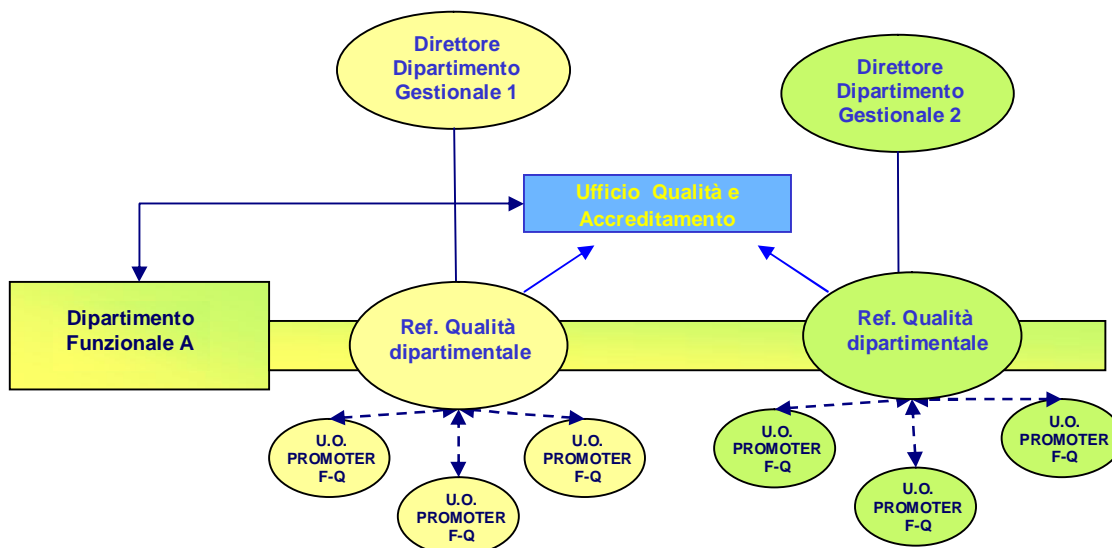 Direttore
Dipartimento
Gestionale 1
Direttore
Dipartimento
Gestionale 2
Ufficio Qualità e
Accreditamento
Dipartimento
Funzionale A
Ref. Qualità
dipartimentale
Ref. Qualità
dipartimentale
U.O.
PROMOTER
F-Q
U.O.
PROMOTER
F-Q
U.O.
PROMOTER
F-Q
U.O.
PROMOTER
F-Q
U.O.
PROMOTER
F-Q
U.O.
PROMOTER
F-Q